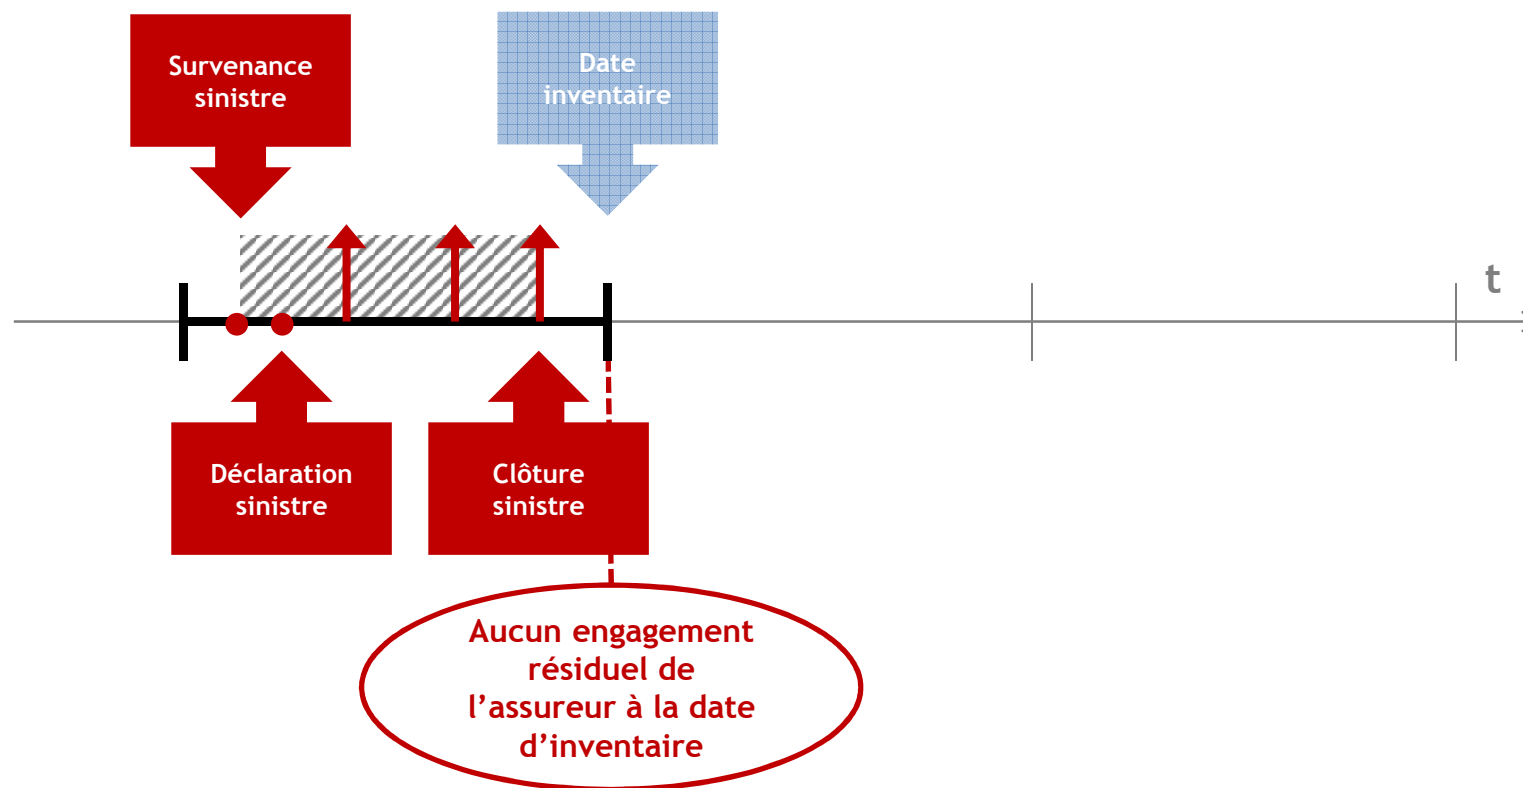 Survenance
sinistre
Date
inventaire
t
Déclaration
sinistre
Clôture
sinistre
Aucun engagement
résiduel de
l’assureur à la date
d’inventaire